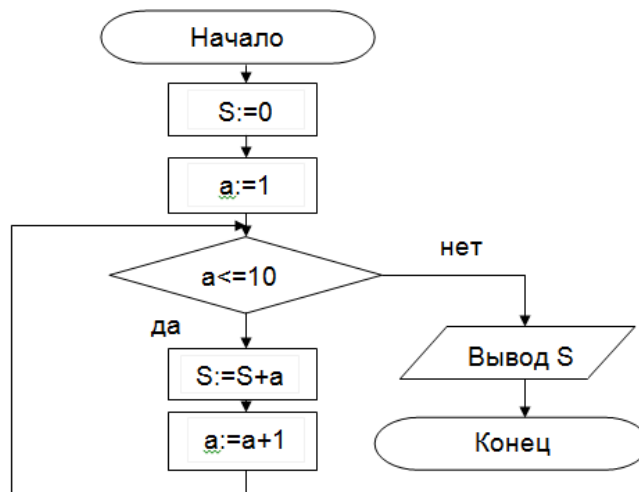 Начало
S:=0
a:=1
a<=10
нет
да
S:=S+a
Вывод S
a:=a+1
Конец